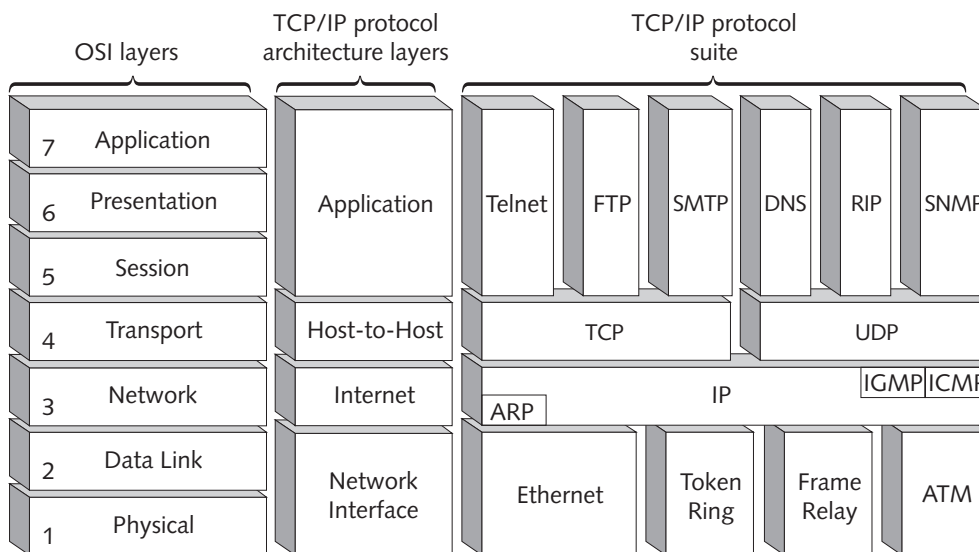 OSI layers
TCP/IP protocol
architecture layers
TCP/IP protocol
suite
7 Application
6 Presentation
5 Session
4 Transport
3 Network
2 Data Link
1 Physical
Application
Host-to-Host
Internet
Network
Interface
Telnet
FTP
SMTP
DNS
RIP
SNMP
TCP
UDP
IP
IGMP
ICMP
ARP
Ethernet
Token
Ring
Frame
Relay
ATM